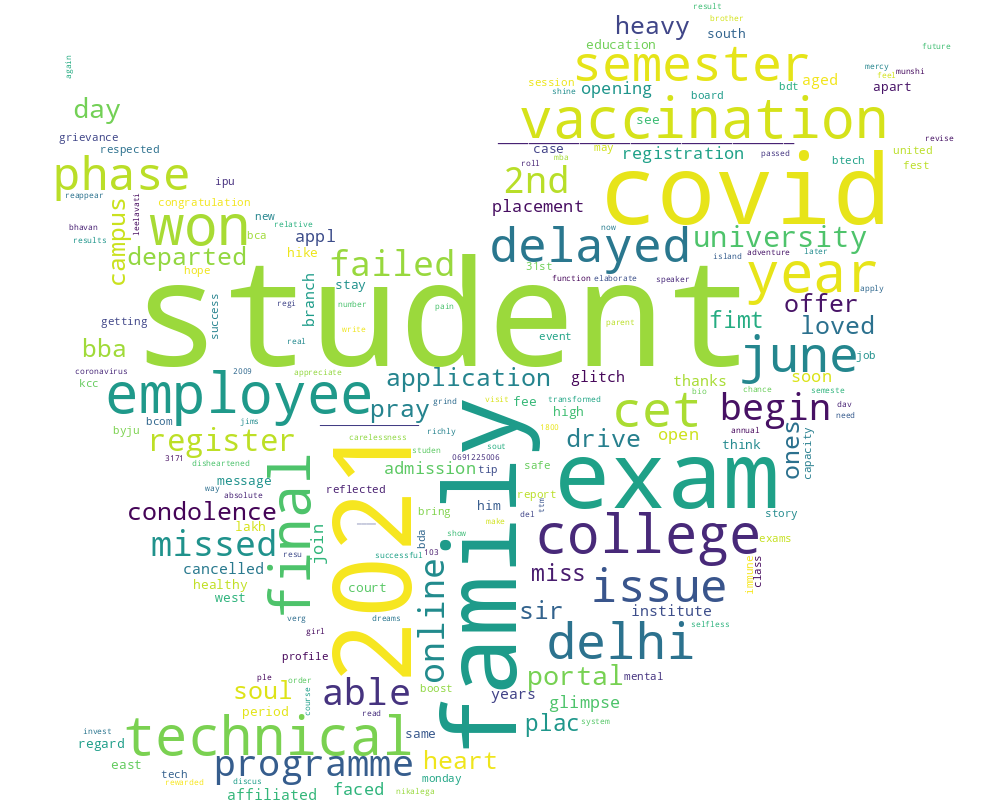 result
brother
heavy
south
education
future
again
semester
mercy
munshi
feel
session
shine
opening
bdt
aged
apart
board
day
vaccination
see
grievance
respected
case
may
registration
passed
revise
united
fest
roll
mba
btech
phase
ipu
2nd
covid
reappear
leelavati
congratulation
placement
campus
won
new
relative
bhavan
results
bca
appl
now
delayed
university
departed
hike
failed
island
adventure
later
hope
31st
year
stay
function
elaborate
speaker
apply
student
branch
regi
number
pain
offer
success
getting
write
parent
fimt
loved
real
event
bba
june
job
coronavirus
2009
appreciate
application
glitch
thanks
soon
kcc
employee
bio
chance
semeste
jims
pray
grind
visit
fee
transformed
high
cet
begin
dav
need
bcom
richly
1800
byju
register
carelessness
sout
drive
open
annual
think
ones
capacity
3171
disheartened
studen
0691225006
admission
tip
safe
exam
way
message
absolute
reflected
report
condolence
final
2021
family
bring
him
del
ttm
story
lakh
join
make
missed
bda
show
college
exams
resu
successful
103
cancelled
miss
immune
class
healthy
court
online
issue
west
verg
dreams
sir
institute
girl
selfless
profile
delhi
ple
order
portal
mental
soul
able
boost
years
period
course
read
glimpse
invest
technical
same
plac
system
regard
east
programme
heart
tech
rewarded
discus
monday
affiliated
faced
nikalega